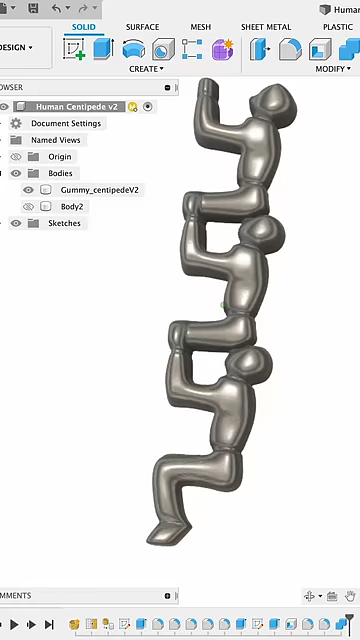 Human
SOLID
SURFACE
MESH
SHEET METAL
PLASTIC
DESIGN
CREATE
MODIFY
OWSER
Human Centipede v2
Document Settings
Named Views
Origin
Bodies
Gummy_centipedeV2
Body2
Sketches
MMENTS